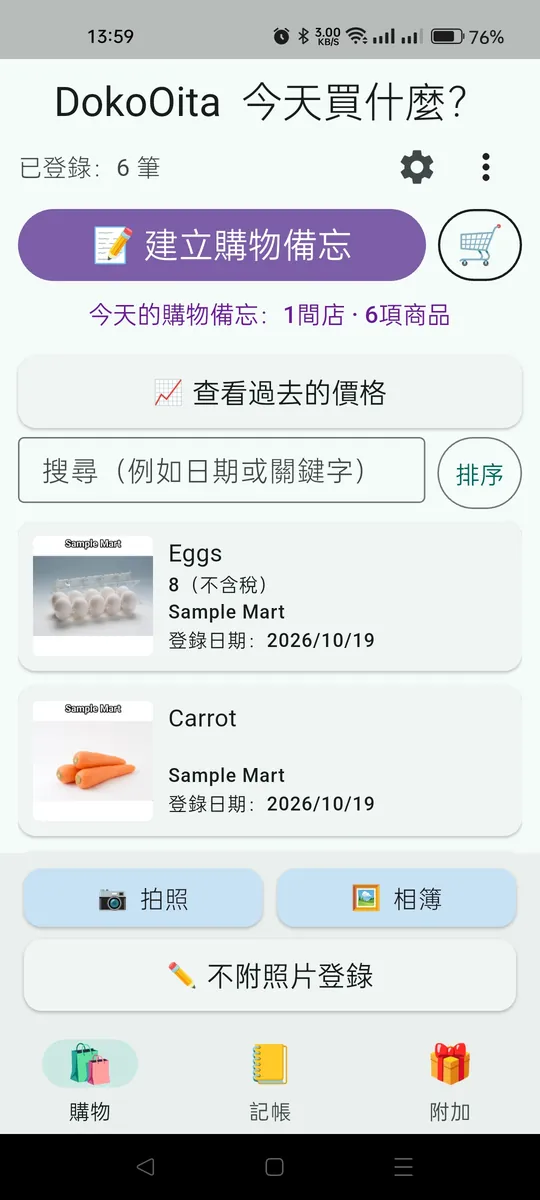 13:59
3.00 KB/S
76%
DokoOita 今天買什麼？
已登錄：6 筆
建立購物備忘
今天的購物備忘：1間店 · 6項商品
查看過去的價格
搜尋（例如日期或關鍵字）
排序
Sample Mart
Eggs
8（不含稅）
Sample Mart
登錄日期：2026/10/19
Sample Mart
Carrot
Sample Mart
登錄日期：2026/10/19
拍照
相簿
不附照片登錄
購物
記帳
附加